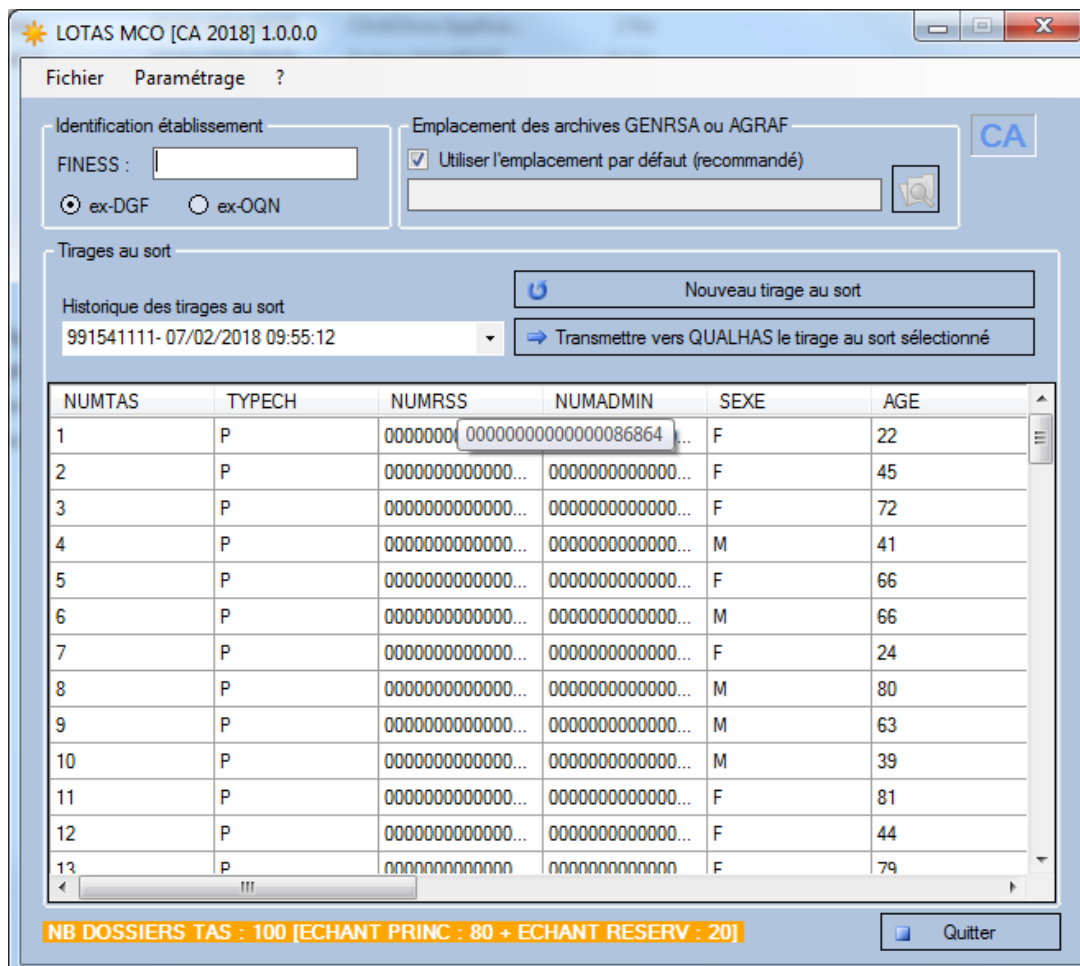 LOTAS MCO [CA 2018] 1.0.0.0
Fichier Paramétrage ?
Identification établissement
FINESS :
ex-DGF ex-OQN
Emplacement des archives GENRSA ou AGRAF
Utiliser l'emplacement par défaut (recommandé)
CA
Tirages au sort
Historique des tirages au sort
991541111- 07/02/2018 09:55:12
Nouveau tirage au sort
Transmettre vers QUALHAS le tirage au sort sélectionné
NUMTAS TYPECH NUMRSS NUMADMIN SEXE AGE
1 P 00000000000000086864 F 22
2 P 0000000000000... 0000000000000... F 45
3 P 0000000000000... 0000000000000... F 72
4 P 0000000000000... 0000000000000... M 41
5 P 0000000000000... 0000000000000... F 66
6 P 0000000000000... 0000000000000... M 66
7 P 0000000000000... 0000000000000... F 24
8 P 0000000000000... 0000000000000... M 80
9 P 0000000000000... 0000000000000... M 63
10 P 0000000000000... 0000000000000... M 39
11 P 0000000000000... 0000000000000... F 81
12 P 0000000000000... 0000000000000... F 44
13 P 0000000000000 0000000000000 F 79
NB DOSSIERS TAS : 100 [ECHANT PRINC : 80 + ECHANT RESERV : 20]
Quitter